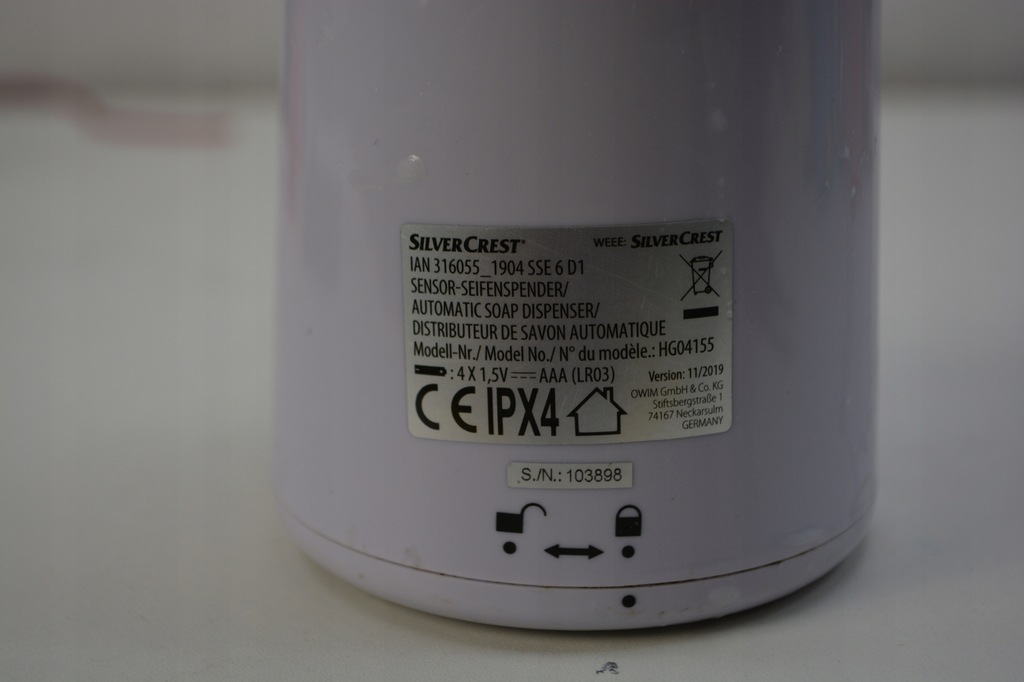 SILVERCREST®
WEEE: SILVERCREST
IAN 316055_1904 SSE 6 D1
SENSOR-SEIFENSPENDER/
AUTOMATIC SOAP DISPENSER/
DISTRIBUTEUR DE SAVON AUTOMATIQUE
Modell-Nr./ Model No./ N° du modèle.: HG04155
: 4 X 1,5V⎓AAA (LR03)
Version: 11/2019
CE IPX4
OWIM GmbH & Co. KG
Stiftsbergstraße 1
74167 Neckarsulm
GERMANY
S./N.: 103898